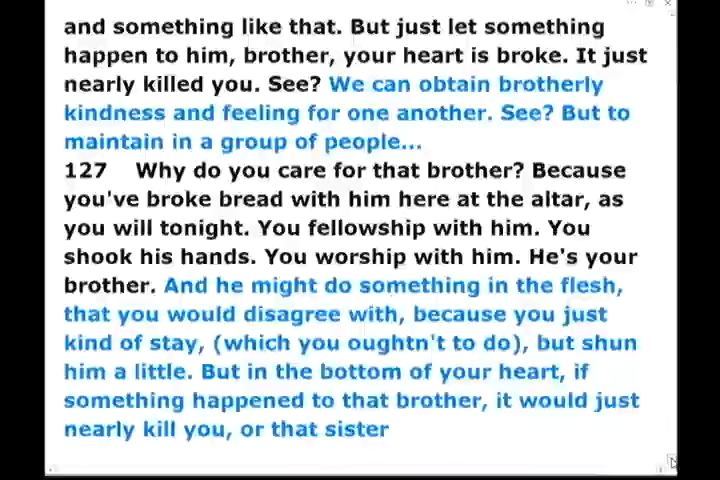 and something like that. But just let something
happen to him, brother, your heart is broke. It just
nearly killed you. See? We can obtain brotherly
kindness and feeling for one another. See? But to
maintain in a group of people...
127 Why do you care for that brother? Because
you've broke bread with him here at the altar, as
you will tonight. You fellowship with him. You
shook his hands. You worship with him. He's your
brother. And he might do something in the flesh,
that you would disagree with, because you just
kind of stay, (which you oughtn't to do), but shun
him a little. But in the bottom of your heart, if
something happened to that brother, it would just
nearly kill you, or that sister